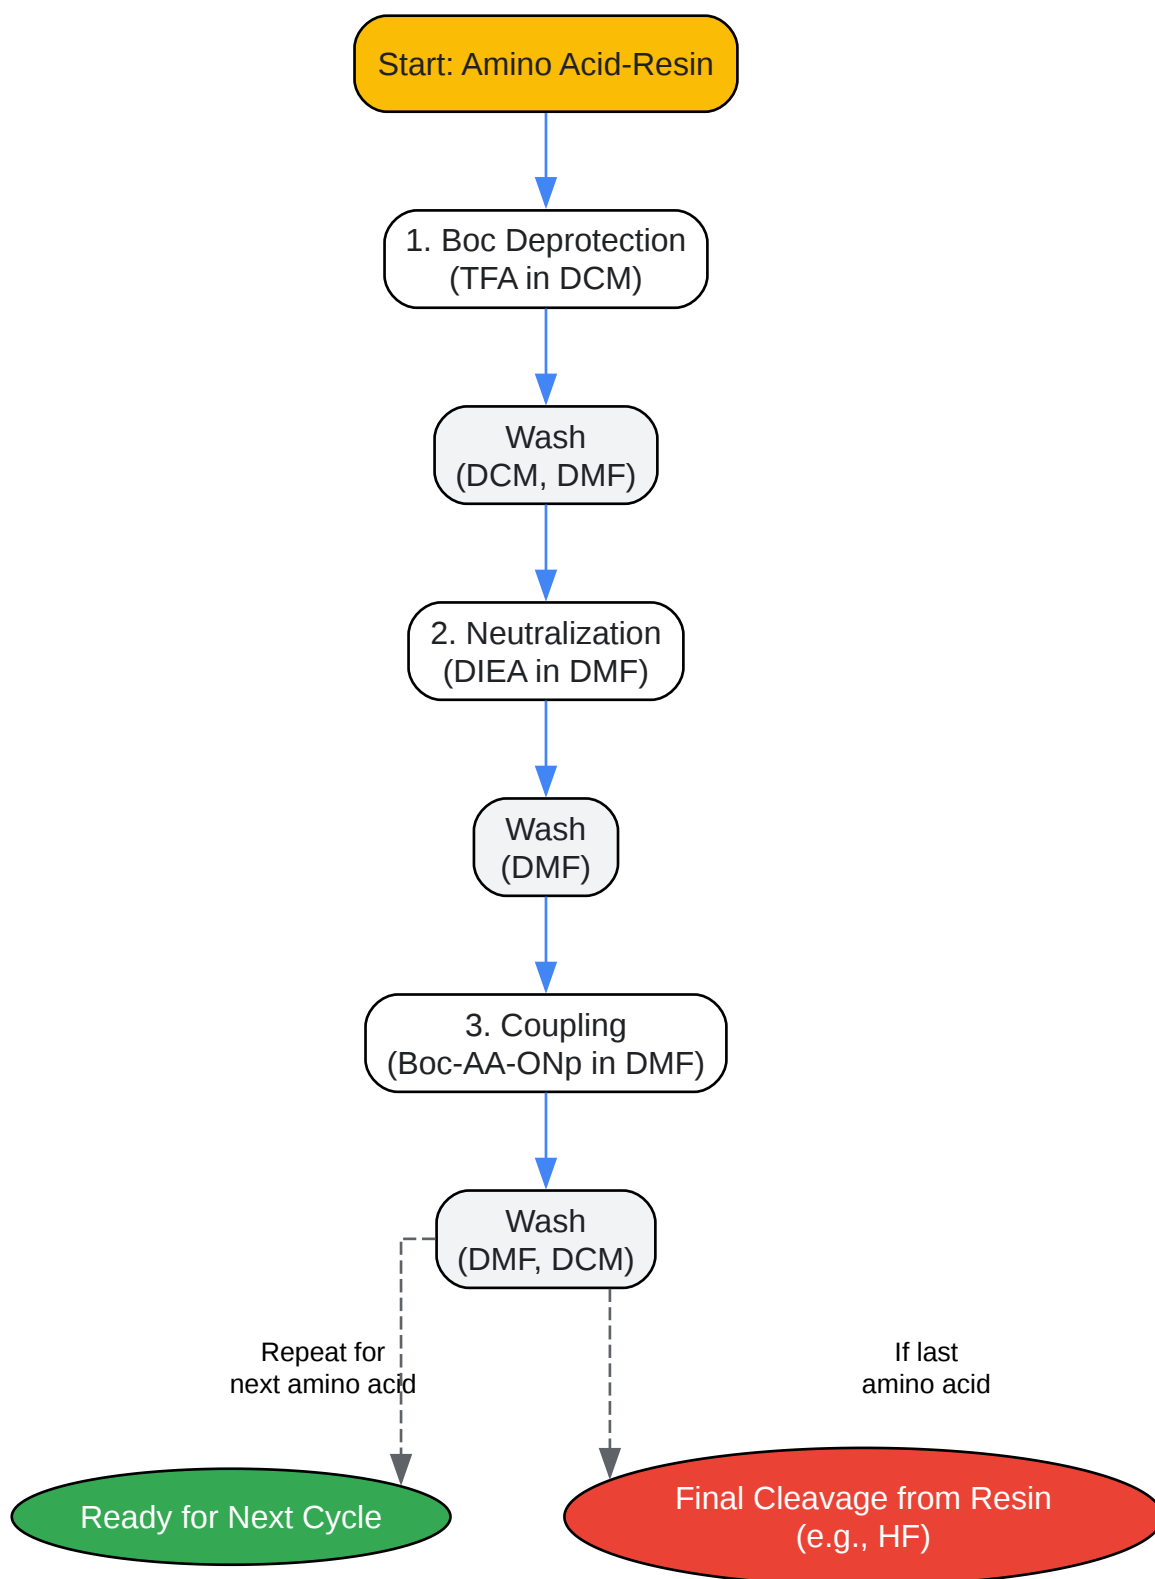 Start: Amino Acid-Resin
1. Boc Deprotection
(TFA in DCM)
Wash
(DCM, DMF)
2. Neutralization
(DIEA in DMF)
Wash
(DMF)
3. Coupling
(Boc-AA-ONp in DMF)
Wash
(DMF, DCM)
Repeat for
next amino acid
If last
amino acid
Ready for Next Cycle
Final Cleavage from Resin
(e.g., HF)